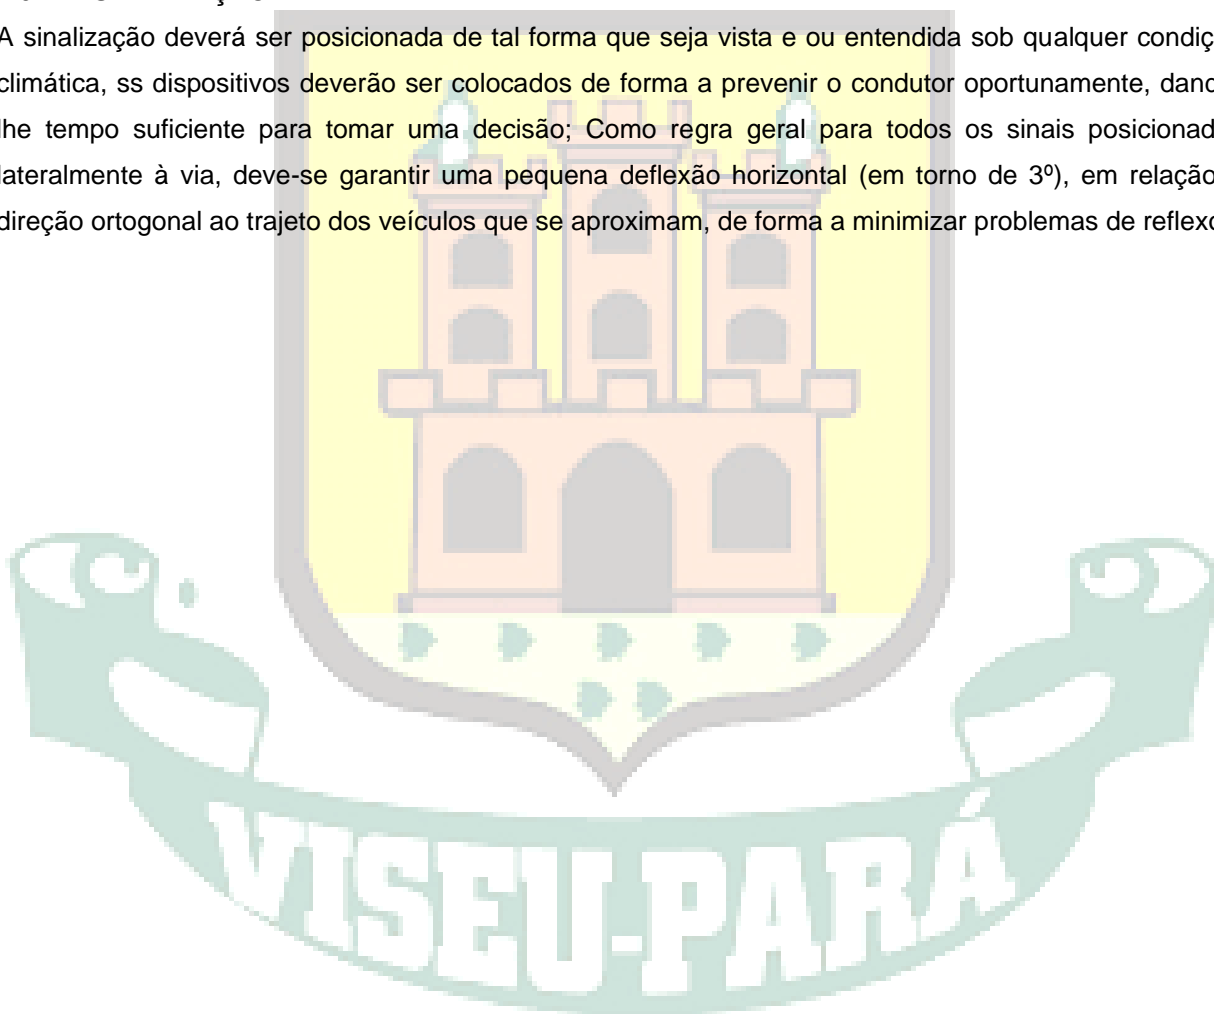 A sinalização deverá ser posicionada de tal forma que seja vista e ou entendida sob qualquer condiç
climática, ss dispositivos deverão ser colocados de forma a prevenir o condutor oportunamente, danc
lhe tempo suficiente para tomar uma decisão; Como regra geral para todos os sinais posicionad
lateralmente à via, deve-se garantir uma pequena deflexão horizontal (em torno de 3º), em relação
direção ortogonal ao trajeto dos veículos que se aproximam, de forma a minimizar problemas de reflexo
VISEU-PARÁ